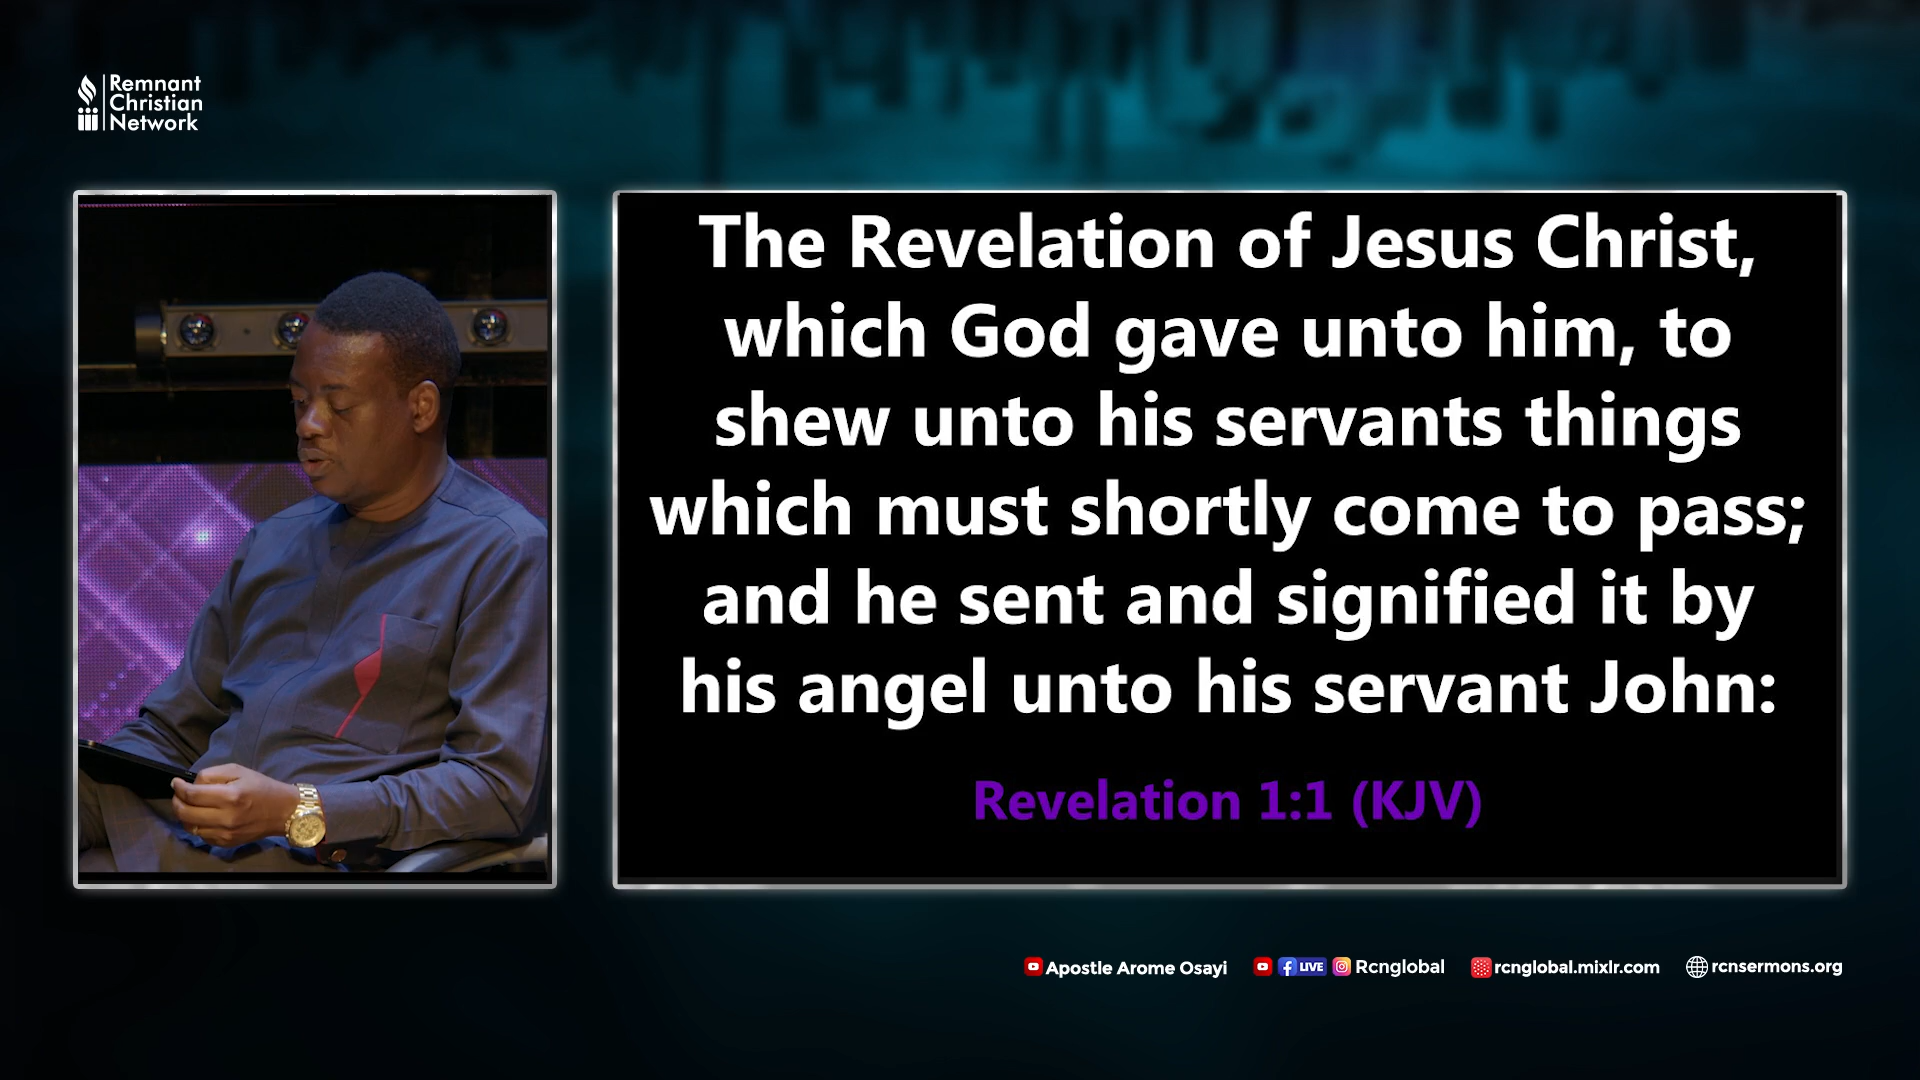 Remnant
Christian
Network
The Revelation of Jesus Christ,
which God gave unto him, to
shew unto his servants things
which must shortly come to pass;
and he sent and signified it by
his angel unto his servant John:
Revelation 1:1 (KJV)
Apostle Arome Osayi LIVE Rcnglobal rcnglobal.mixlr.com rcnsermons.org